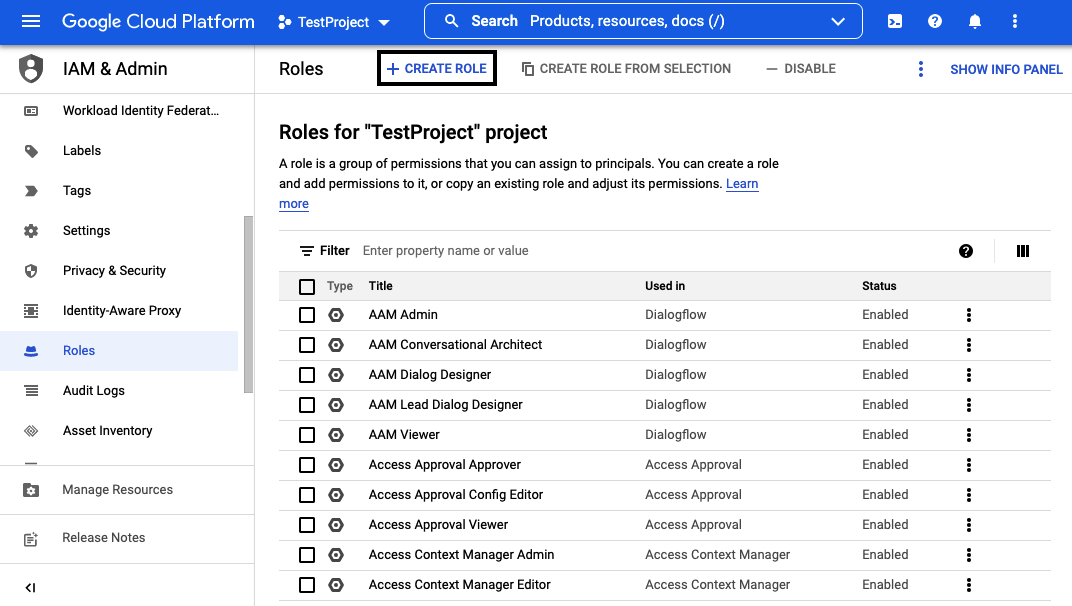 Google Cloud Platform TestProject Search Products, resources, docs (/)
IAM & Admin
Workload Identity Federat...
Labels
Tags
Settings
Privacy & Security
Identity-Aware Proxy
Roles
Audit Logs
Asset Inventory
Manage Resources
Release Notes
Roles + CREATE ROLE CREATE ROLE FROM SELECTION — DISABLE SHOW INFO PANEL
Roles for "TestProject" project
A role is a group of permissions that you can assign to principals. You can create a role
and add permissions to it, or copy an existing role and adjust its permissions. Learn
more
Filter Enter property name or value
Type Title Used in Status
AAM Admin Dialogflow Enabled
AAM Conversational Architect Dialogflow Enabled
AAM Dialog Designer Dialogflow Enabled
AAM Lead Dialog Designer Dialogflow Enabled
AAM Viewer Dialogflow Enabled
Access Approval Approver Access Approval Enabled
Access Approval Config Editor Access Approval Enabled
Access Approval Viewer Access Approval Enabled
Access Context Manager Admin Access Context Manager Enabled
Access Context Manager Editor Access Context Manager Enabled